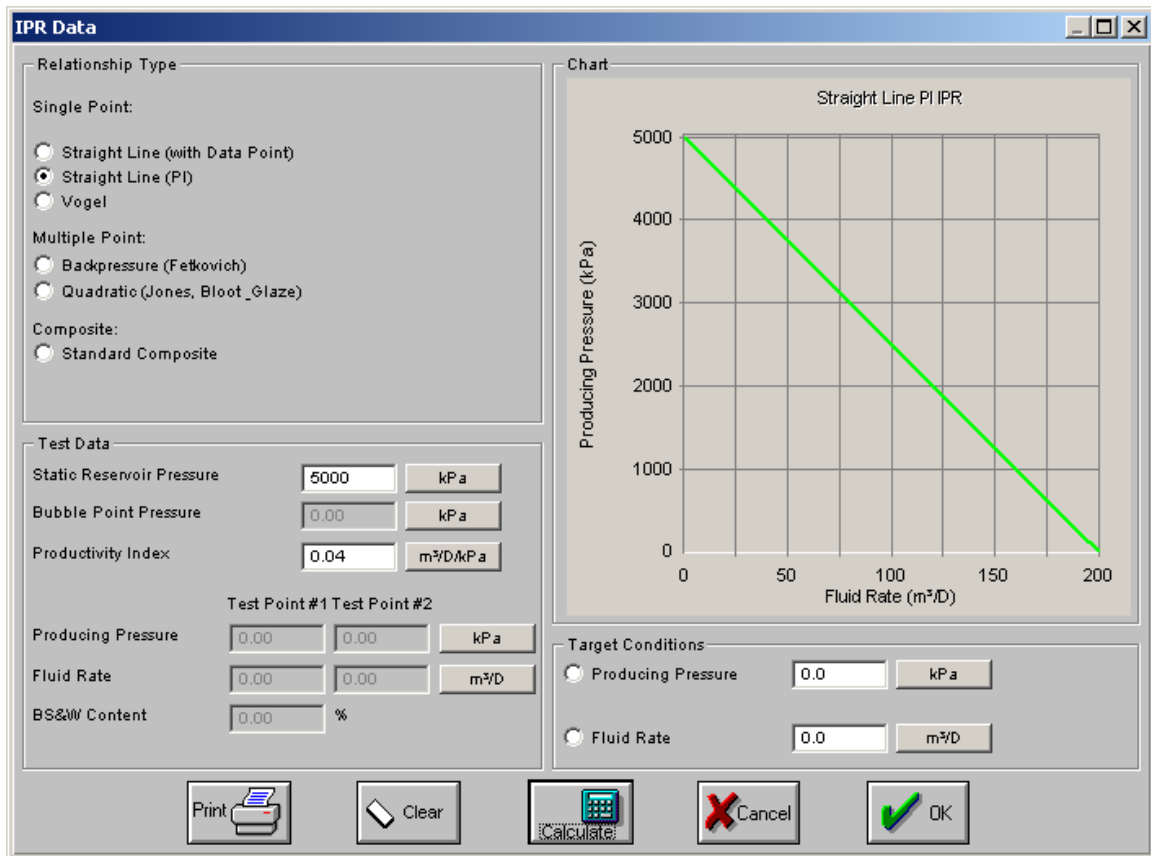 IPR Data
Relationship Type
Single Point:
Straight Line (with Data Point)
Straight Line (PI)
Vogel
Multiple Point:
Backpressure (Fetkovich)
Quadratic (Jones, Bloot_Glaze)
Composite:
Standard Composite
Test Data
Static Reservoir Pressure 5000 kPa
Bubble Point Pressure 0.00 kPa
Productivity Index 0.04 m³/D/kPa
Test Point #1 Test Point #2
Producing Pressure 0.00 0.00 kPa
Fluid Rate 0.00 0.00 m³/D
BS&W Content 0.00 %
Chart
Straight Line PI IPR
Producing Pressure (kPa)
5000
4000
3000
2000
1000
0
0 50 100 150 200
Fluid Rate (m³/D)
Target Conditions
Producing Pressure 0.0 kPa
Fluid Rate 0.0 m³/D
Print Clear Calculate Cancel OK